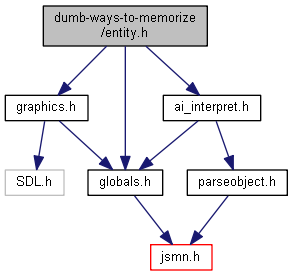 dumb-ways-to-memorize
/entity.h
graphics.h
ai_interpret.h
SDL.h
globals.h
parseobject.h
jsmn.h